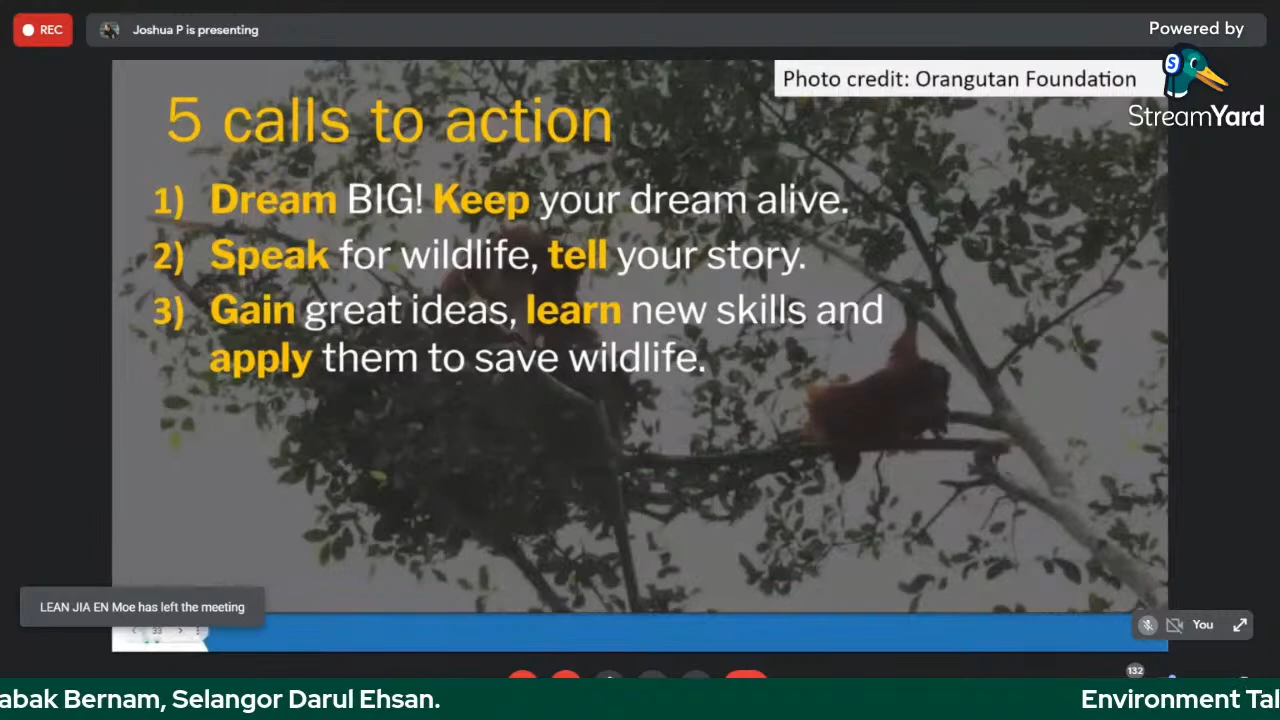 REC
Joshua P is presenting
Powered by
StreamYard
Photo credit: Orangutan Foundation
5 calls to action
1) Dream BIG! Keep your dream alive.
2) Speak for wildlife, tell your story.
3) Gain great ideas, learn new skills and
apply them to save wildlife.
LEAN JIA EN Moe has left the meeting
33
You
132
abak Bernam, Selangor Darul Ehsan.
Environment Tal